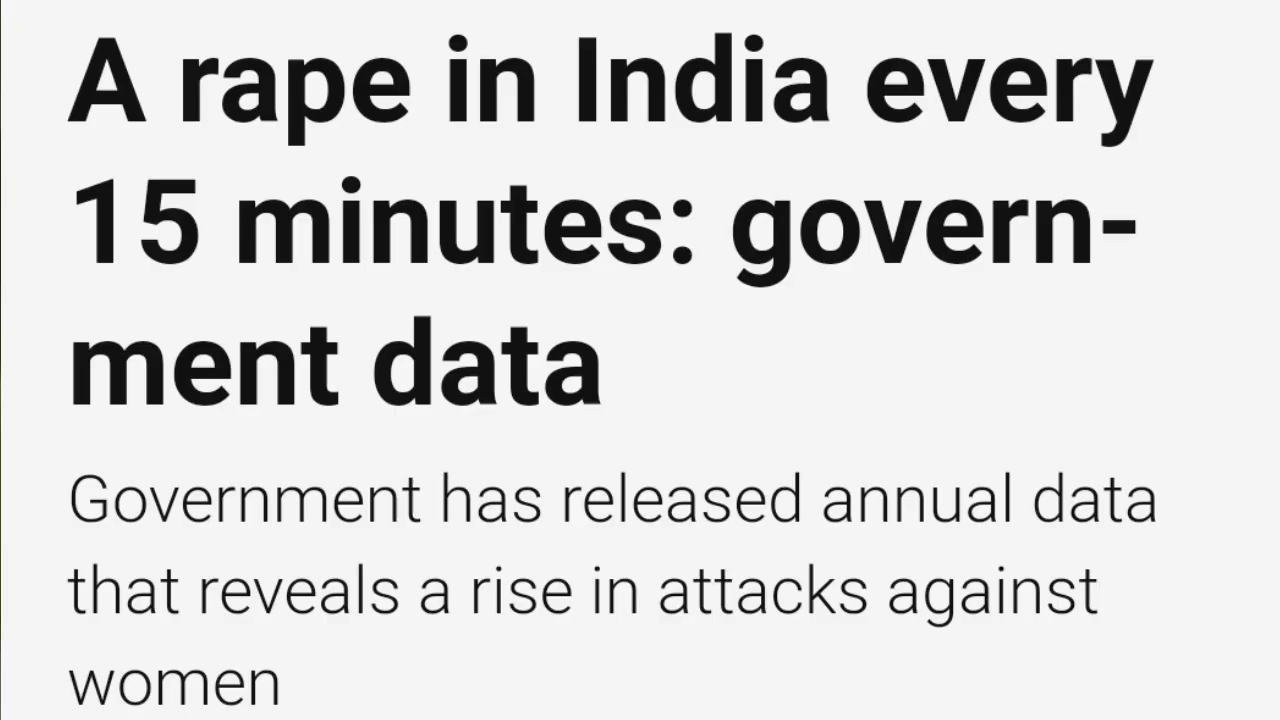 A rape in India every
15 minutes: govern-
ment data
Government has released annual data
that reveals a rise in attacks against
women